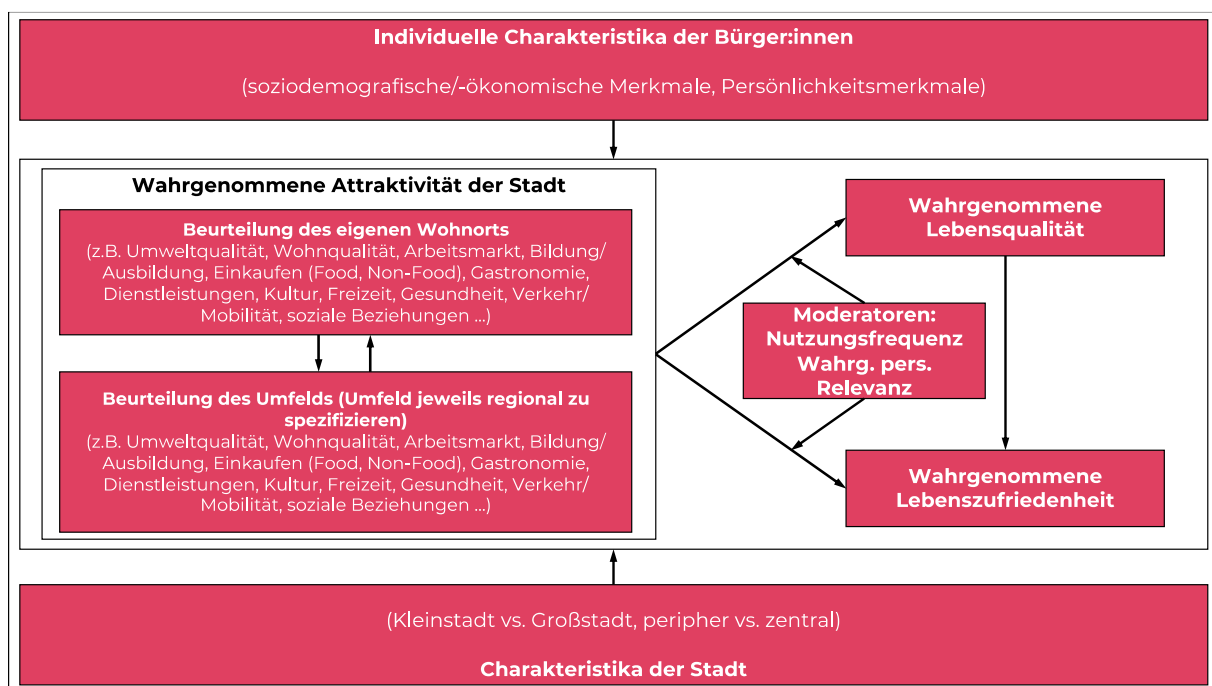 Individuelle Charakteristika der Bürger:innen
(soziodemografische/-ökonomische Merkmale, Persönlichkeitsmerkmale)
Wahrgenommene Attraktivität der Stadt
Beurteilung des eigenen Wohnorts
(z.B. Umweltqualität, Wohnqualität, Arbeitsmarkt, Bildung/
Ausbildung, Einkaufen (Food, Non-Food), Gastronomie,
Dienstleistungen, Kultur, Freizeit, Gesundheit, Verkehr/
Mobilität, soziale Beziehungen ...)
Beurteilung des Umfelds (Umfeld jeweils regional zu
spezifizieren)
(z.B. Umweltqualität, Wohnqualität, Arbeitsmarkt, Bildung/
Ausbildung, Einkaufen (Food, Non-Food), Gastronomie,
Dienstleistungen, Kultur, Freizeit, Gesundheit, Verkehr/
Mobilität, soziale Beziehungen ...)
Wahrgenommene
Lebensqualität
Moderatoren:
Nutzungsfrequenz
Wahrg. pers.
Relevanz
Wahrgenommene
Lebenszufriedenheit
(Kleinstadt vs. Großstadt, peripher vs. zentral)
Charakteristika der Stadt